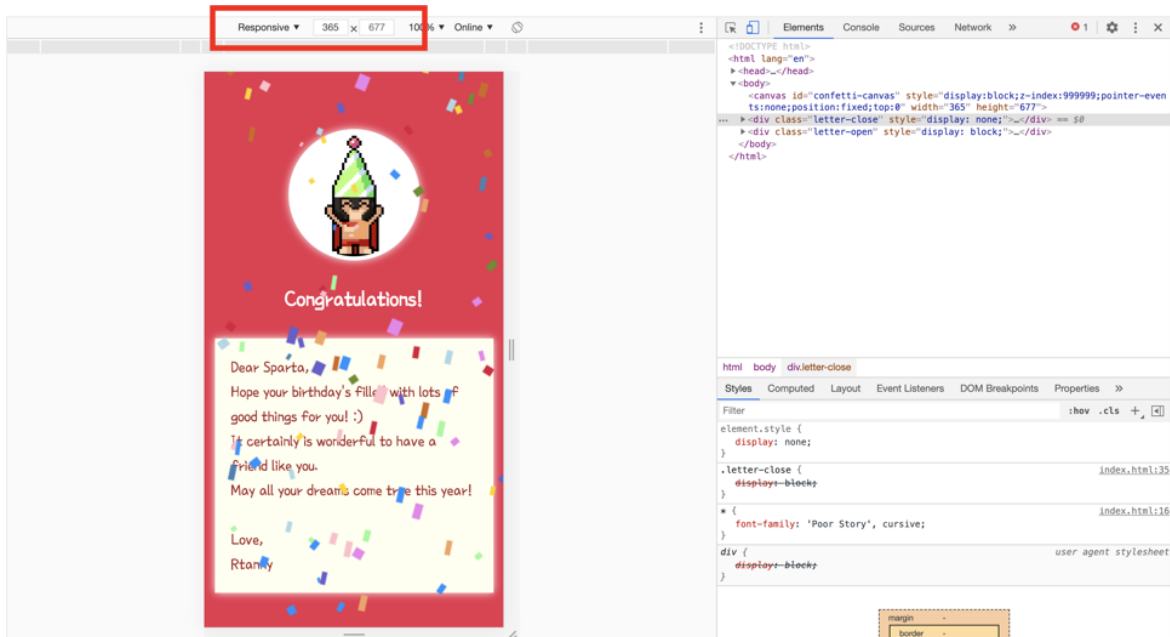 Responsive ▼ 365 x 677 100% ▼ Online ▼
Elements Console Sources Network » 1
<!DOCTYPE html>
<html lang="en">
<head>…</head>
<body>
<canvas id="confetti-canvas" style="display:block;z-index:999999;pointer-even
ts:none;position:fixed;top:0" width="365" height="677">
<div class="letter-close" style="display: none;">…</div> == $0
<div class="letter-open" style="display: block;">…</div>
</body>
</html>
Congratulations!
Dear Sparta,
Hope your birthday's filled with lots of
good things for you! :)
It certainly is wonderful to have a
friend like you.
May all your dreams come true this year!
Love,
Rtanny
html body div.letter-close
Styles Computed Layout Event Listeners DOM Breakpoints Properties »
Filter :hov .cls +
element.style {
display: none;
}
.letter-close { index.html:35
display: block;
}
* { index.html:16
font-family: 'Poor Story', cursive;
}
div { user agent stylesheet
display: block;
}
margin -
border -